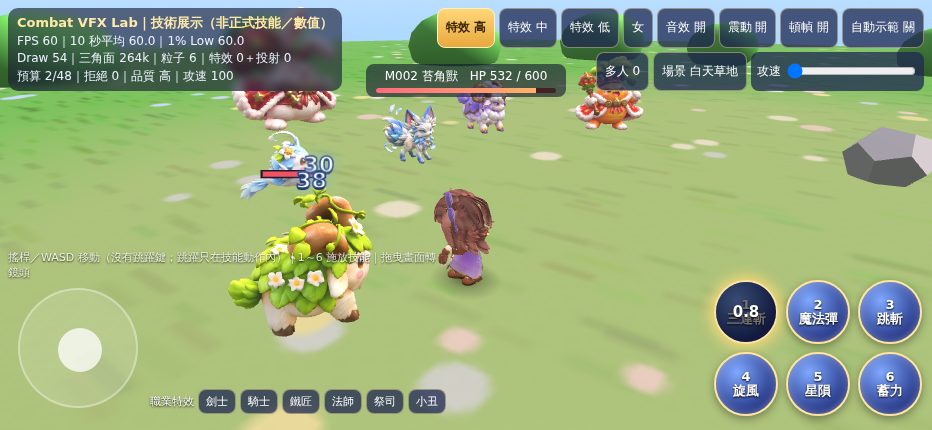 Combat VFX Lab｜技術展示（非正式技能／數值）
FPS 60｜10 秒平均 60.0｜1% Low 60.0
Draw 54｜三角面 264k｜粒子 6｜特效 0＋投射 0
預算 2/48｜拒絕 0｜品質 高｜攻速 100
特效 高
特效 中
特效 低
女
音效 開
震動 開
頓幀 開
自動示範 關
多人 0
場景 白天草地
攻速
M002 苔角獸 HP 532 / 600
30
38
搖桿／WASD 移動（沒有跳躍鍵；跳躍只在技能動作內）｜1～6 施放技能｜拖曳畫面轉
鏡頭
1
三連斬
0.8
2
魔法彈
3
跳斬
4
旋風
5
星隕
6
蓄力
職業特效
劍士
騎士
鐵匠
法師
祭司
小丑